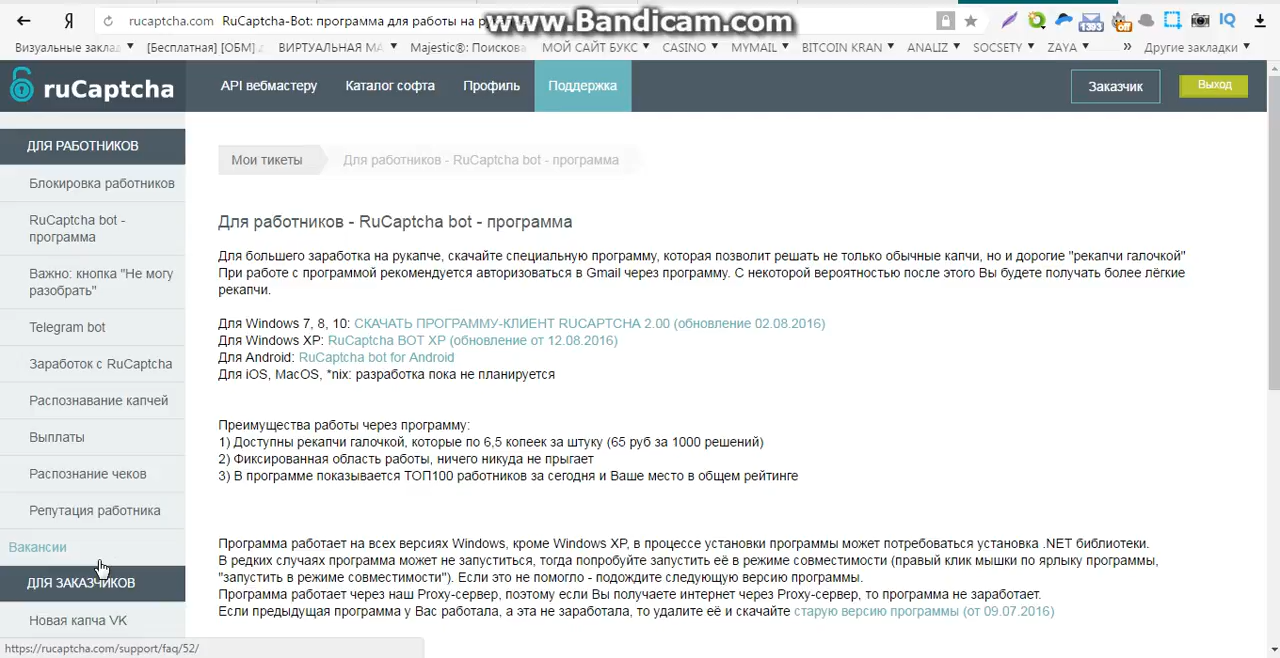 rucaptcha.com RuCaptcha-Bot: программа для работы на
www.Bandicam.com
1393
off
IQ
Визуальные заклад
[Бесплатная] [ОБМ]
ВИРТУАЛЬНАЯ МА
Majestic®: Поискова
МОЙ САЙТ БУКС
CASINO
MYMAIL
BITCOIN KRAN
ANALIZ
SOCSETY
ZAYA
» Другие закладки
ruCaptcha
API вебмастеру
Каталог софта
Профиль
Поддержка
Заказчик
Выход
ДЛЯ РАБОТНИКОВ
Блокировка работников
RuCaptcha bot -
программа
Важно: кнопка "Не могу
разобрать"
Telegram bot
Заработок с RuCaptcha
Распознавание капчей
Выплаты
Распознание чеков
Репутация работника
Вакансии
ДЛЯ ЗАКАЗЧИКОВ
Новая капча VK
Мои тикеты
Для работников - RuCaptcha bot - программа
Для работников - RuCaptcha bot - программа
Для большего заработка на рукапче, скачайте специальную программу, которая позволит решать не только обычные капчи, но и дорогие "рекапчи галочкой"
При работе с программой рекомендуется авторизоваться в Gmail через программу. С некоторой вероятностью после этого Вы будете получать более лёгкие
рекапчи.
Для Windows 7, 8, 10: СКАЧАТЬ ПРОГРАММУ-КЛИЕНТ RUCAPTCHA 2.00 (обновление 02.08.2016)
Для Windows XP: RuCaptcha BOT XP (обновление от 12.08.2016)
Для Android: RuCaptcha bot for Android
Для iOS, MacOS, *nix: разработка пока не планируется
Преимущества работы через программу:
1) Доступны рекапчи галочкой, которые по 6,5 копеек за штуку (65 руб за 1000 решений)
2) Фиксированная область работы, ничего никуда не прыгает
3) В программе показывается ТОП100 работников за сегодня и Ваше место в общем рейтинге
Программа работает на всех версиях Windows, кроме Windows XP, в процессе установки программы может потребоваться установка .NET библиотеки.
В редких случаях программа может не запуститься, тогда попробуйте запустить её в режиме совместимости (правый клик мышки по ярлыку программы,
"запустить в режиме совместимости"). Если это не помогло - подождите следующую версию программы.
Программа работает через наш Proxy-сервер, поэтому если Вы получаете интернет через Proxy-сервер, то программа не заработает.
Если предыдущая программа у Вас работала, а эта не заработала, то удалите её и скачайте старую версию программы (от 09.07.2016)
https://rucaptcha.com/support/faq/52/